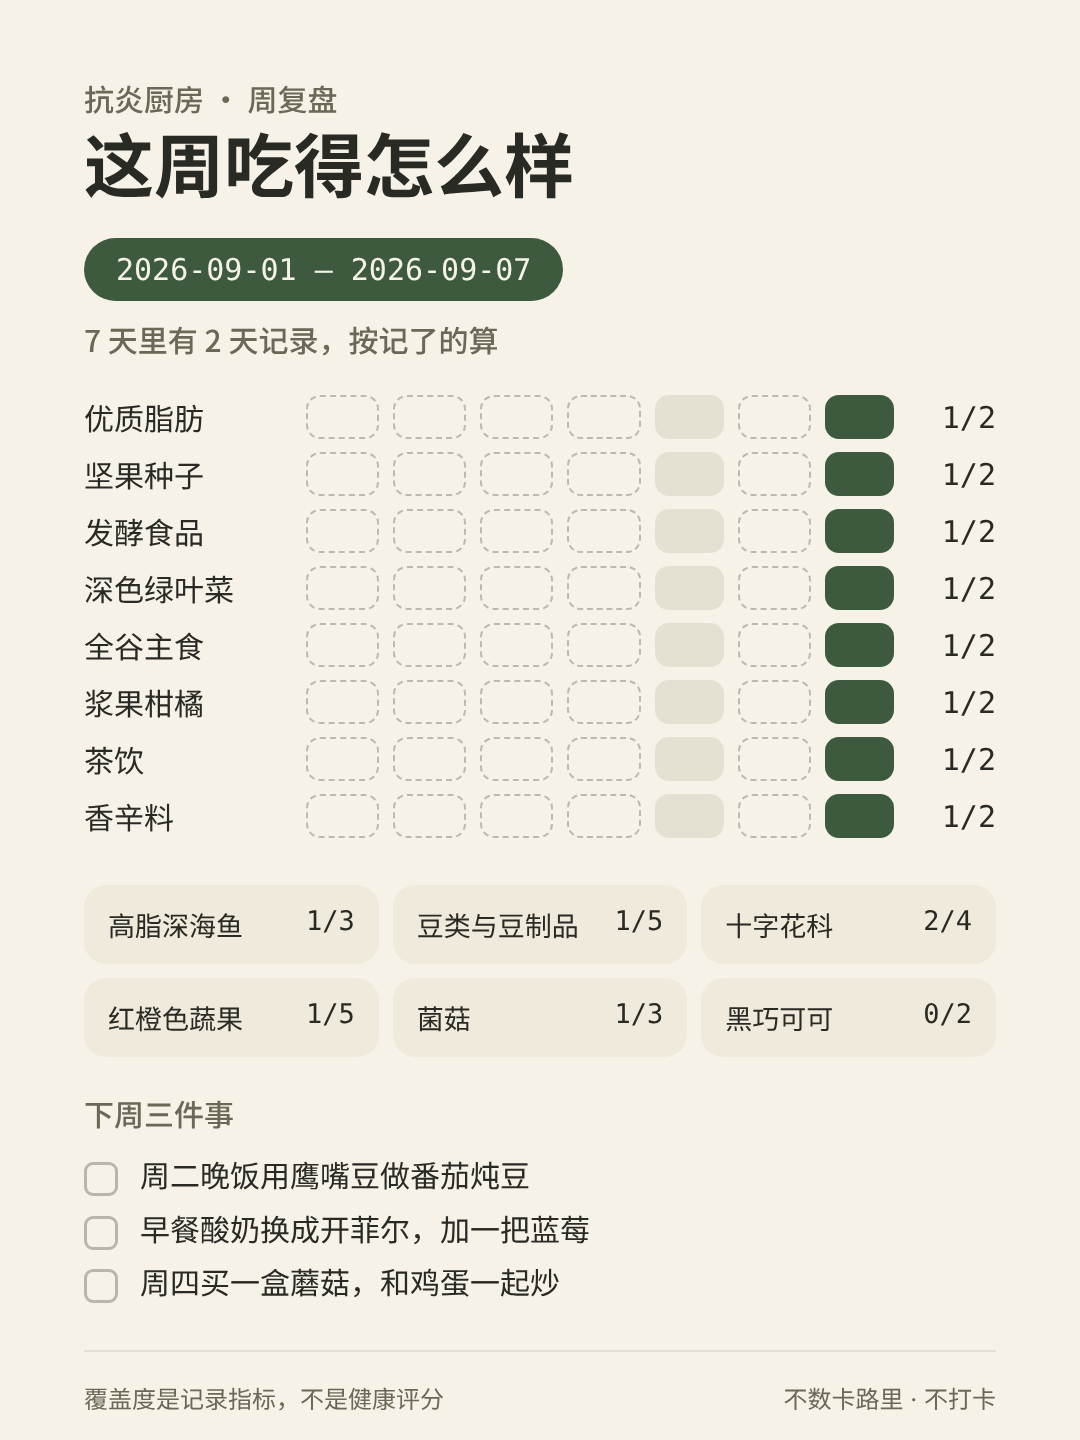 抗炎厨房 · 周复盘
这周吃得怎么样
2026-09-01 — 2026-09-07
7 天里有 2 天记录，按记了的算
优质脂肪 1/2
坚果种子 1/2
发酵食品 1/2
深色绿叶菜 1/2
全谷主食 1/2
浆果柑橘 1/2
茶饮 1/2
香辛料 1/2
高脂深海鱼 1/3 豆类与豆制品 1/5 十字花科 2/4
红橙色蔬果 1/5 菌菇 1/3 黑巧可可 0/2
下周三件事
周二晚饭用鹰嘴豆做番茄炖豆
早餐酸奶换成开菲尔，加一把蓝莓
周四买一盒蘑菇，和鸡蛋一起炒
覆盖度是记录指标，不是健康评分 不数卡路里 · 不打卡